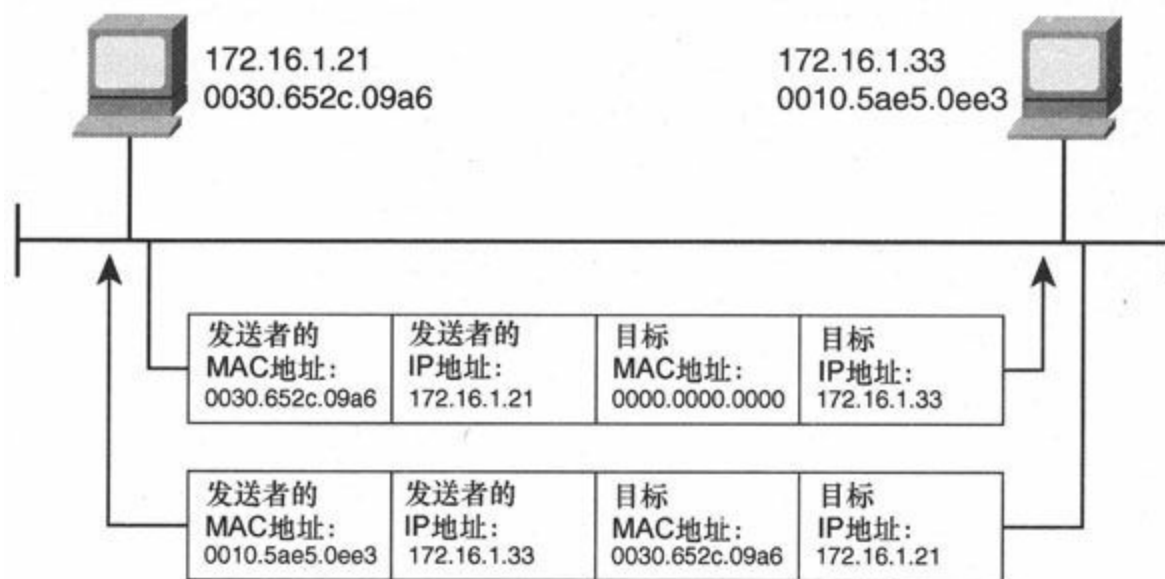 172.16.1.21
0030.652c.09a6
172.16.1.33
0010.5ae5.0ee3
发送者的
MAC地址:
0030.652c.09a6
发送者的
IP地址:
172.16.1.21
目标
MAC地址:
0000.0000.0000
目标
IP地址:
172.16.1.33
发送者的
MAC地址:
0010.5ae5.0ee3
发送者的
IP地址:
172.16.1.33
目标
MAC地址:
0030.652c.09a6
目标
IP地址:
172.16.1.21